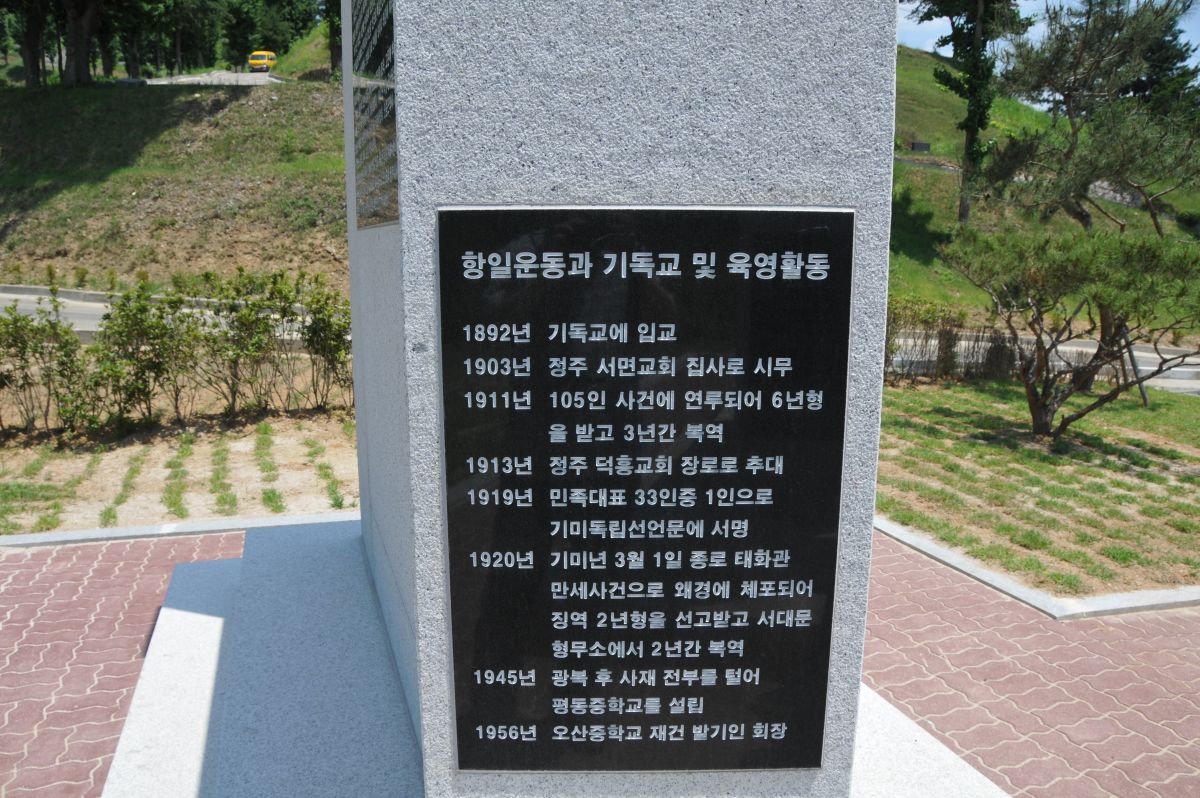 항일운동과 기독교 및 육영활동
1892년 기독교에 입교
1903년 정주 서면교회 집사로 시무
1911년 105인 사건에 연루되어 6년형
을 받고 3년간 복역
1913년 정주 덕흥교회 장로로 추대
1919년 민족대표 33인중 1인으로
기미독립선언문에 서명
1920년 기미년 3월 1일 종로 태화관
만세사건으로 왜경에 체포되어
징역 2년형을 선고받고 서대문
형무소에서 2년간 복역
1945년 광복 후 사재 전부를 털어
평동중학교를 설립
1956년 오산중학교 재건 발기인 회장